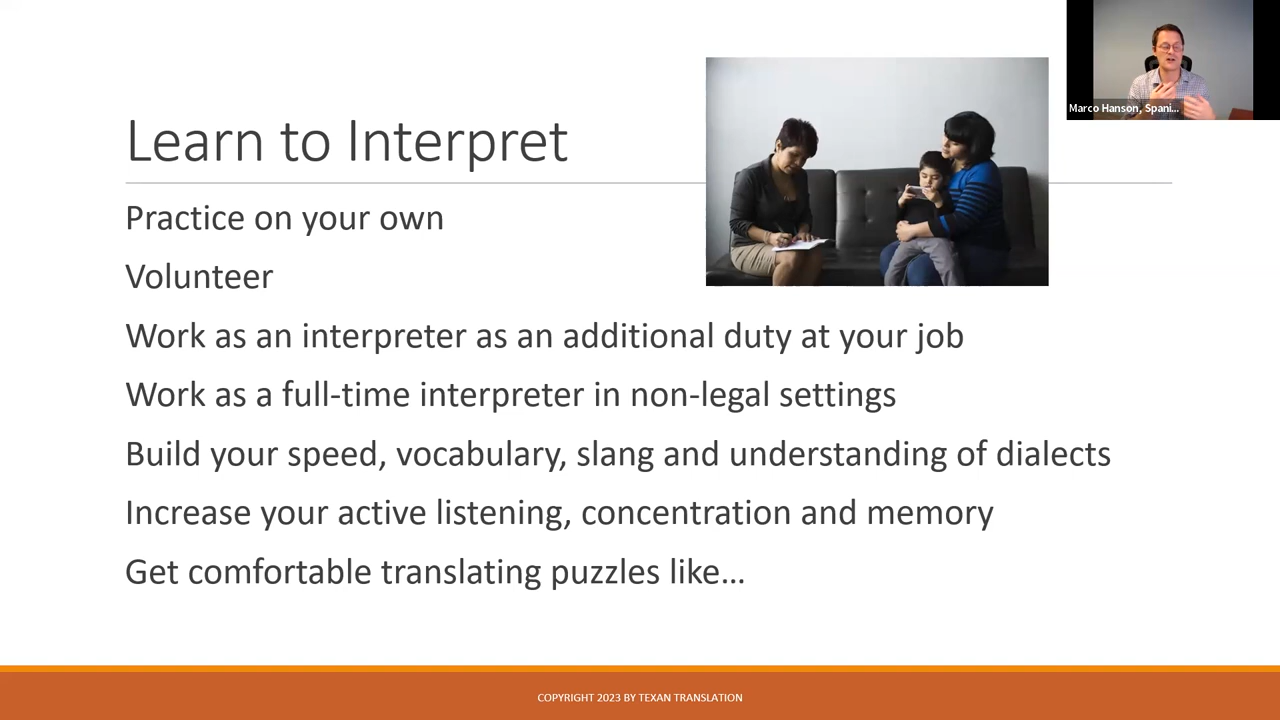 Marco Hanson, Spani...
Learn to Interpret
Practice on your own
Volunteer
Work as an interpreter as an additional duty at your job
Work as a full-time interpreter in non-legal settings
Build your speed, vocabulary, slang and understanding of dialects
Increase your active listening, concentration and memory
Get comfortable translating puzzles like…
COPYRIGHT 2023 BY TEXAN TRANSLATION